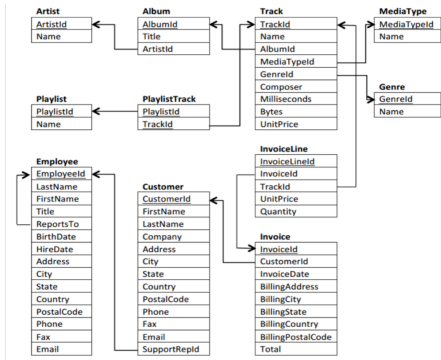 Artist
ArtistId
Name
Album
AlbumId
Title
ArtistId
Track
TrackId
Name
AlbumId
MediaTypeId
GenreId
Composer
Milliseconds
Bytes
UnitPrice
MediaType
MediaTypeId
Name
Genre
GenreId
Name
Playlist
PlaylistId
Name
PlaylistTrack
PlaylistId
TrackId
InvoiceLine
InvoiceLineId
InvoiceId
TrackId
UnitPrice
Quantity
Employee
EmployeeId
LastName
FirstName
Title
ReportsTo
BirthDate
HireDate
Address
City
State
Country
PostalCode
Phone
Fax
Email
Customer
CustomerId
FirstName
LastName
Company
Address
City
State
Country
PostalCode
Phone
Fax
Email
SupportRepId
Invoice
InvoiceId
CustomerId
InvoiceDate
BillingAddress
BillingCity
BillingState
BillingCountry
BillingPostalCode
Total